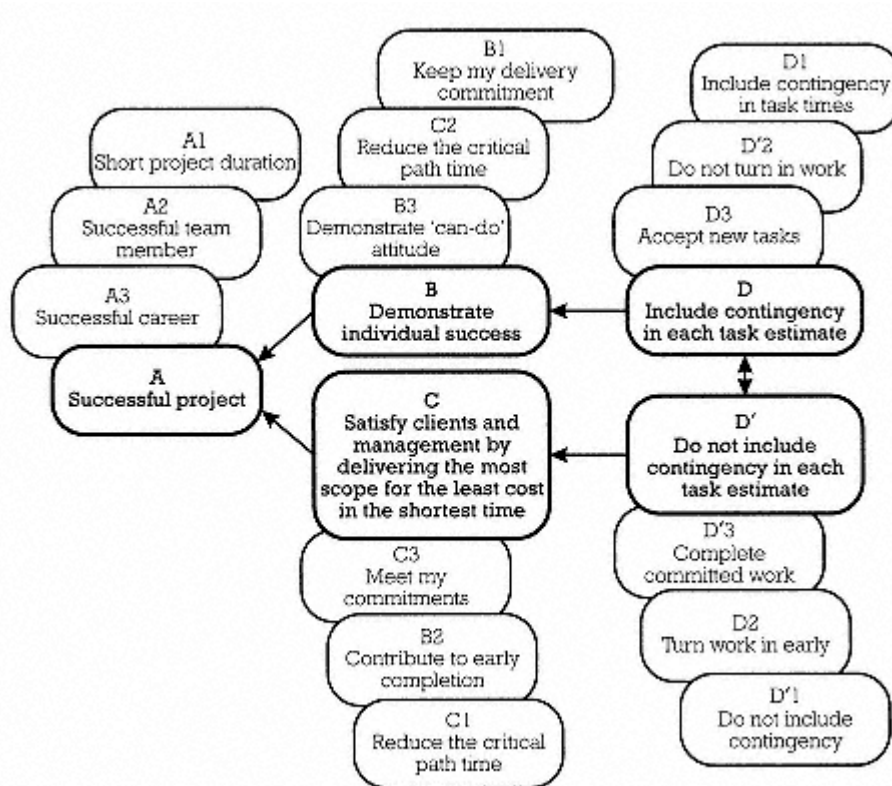 B1
Keep my delivery
commitment
D1
Include contingency
in task times
A1
Short project duration
C2
Reduce the critical
path time
D'2
Do not turn in work
A2
Successful team
member
B3
Demonstrate 'can-do'
attitude
D3
Accept new tasks
A3
Successful career
B
Demonstrate
individual success
D
Include contingency
in each task estimate
A
Successful project
C
Satisfy clients and
management by
delivering the most
scope for the least cost
in the shortest time
D'
Do not include
contingency in each
task estimate
C3
Meet my
commitments
D'3
Complete
committed work
B2
Contribute to early
completion
D2
Turn work in early
C1
Reduce the critical
path time
D'1
Do not include
contingency